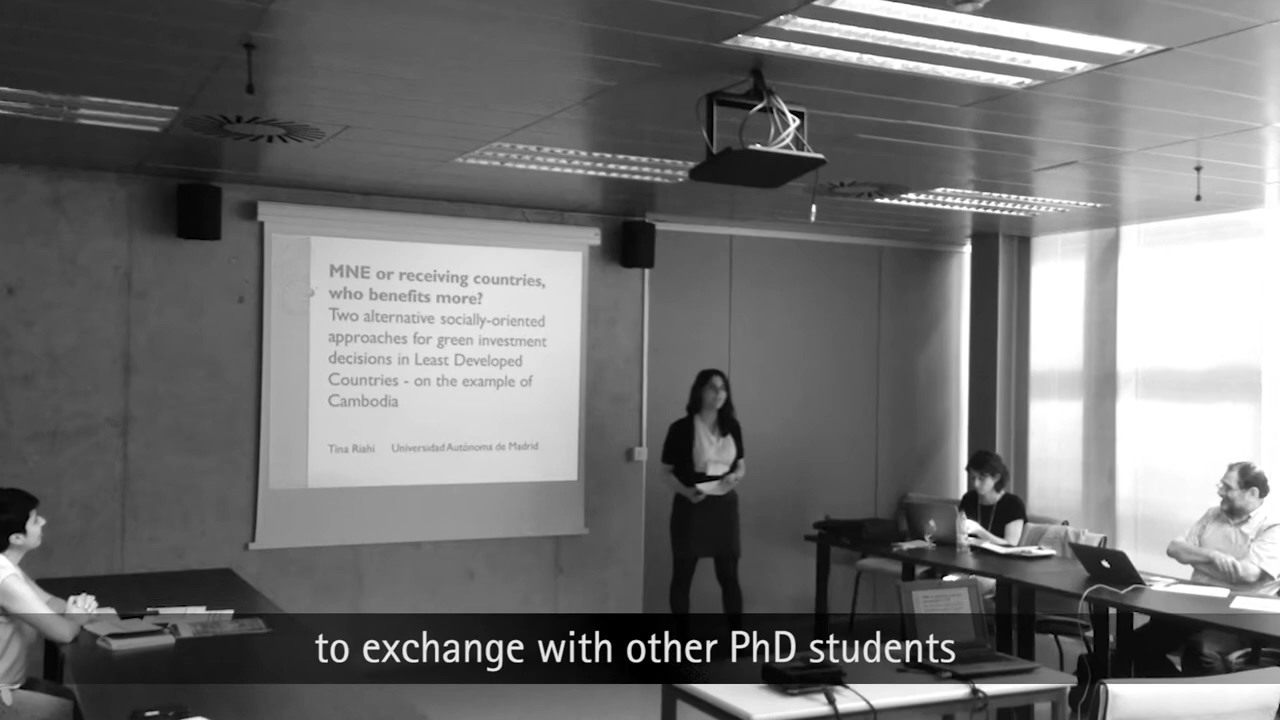 MNE or receiving countries,
who benefits more?
Two alternative socially-oriented
approaches for green investment
decisions in Least Developed
Countries - on the example of
Cambodia
Tina Riahi Universidad Autónoma de Madrid
to exchange with other PhD students